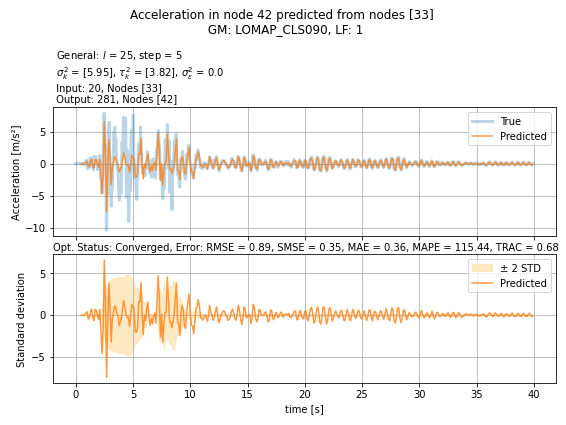 Acceleration in node 42 predicted from nodes [33]
GM: LOMAP_CLS090, LF: 1
General: l = 25, step = 5
σ²ₖ = [5.95], τ²ₖ = [3.82], σ²ε = 0.0
Input: 20, Nodes [33]
Output: 281, Nodes [42]
Acceleration [m/s²]
5
0
−5
−10
True
Predicted
Opt. Status: Converged, Error: RMSE = 0.89, SMSE = 0.35, MAE = 0.36, MAPE = 115.44, TRAC = 0.68
Standard deviation
5
0
−5
± 2 STD
Predicted
0 5 10 15 20 25 30 35 40
time [s]